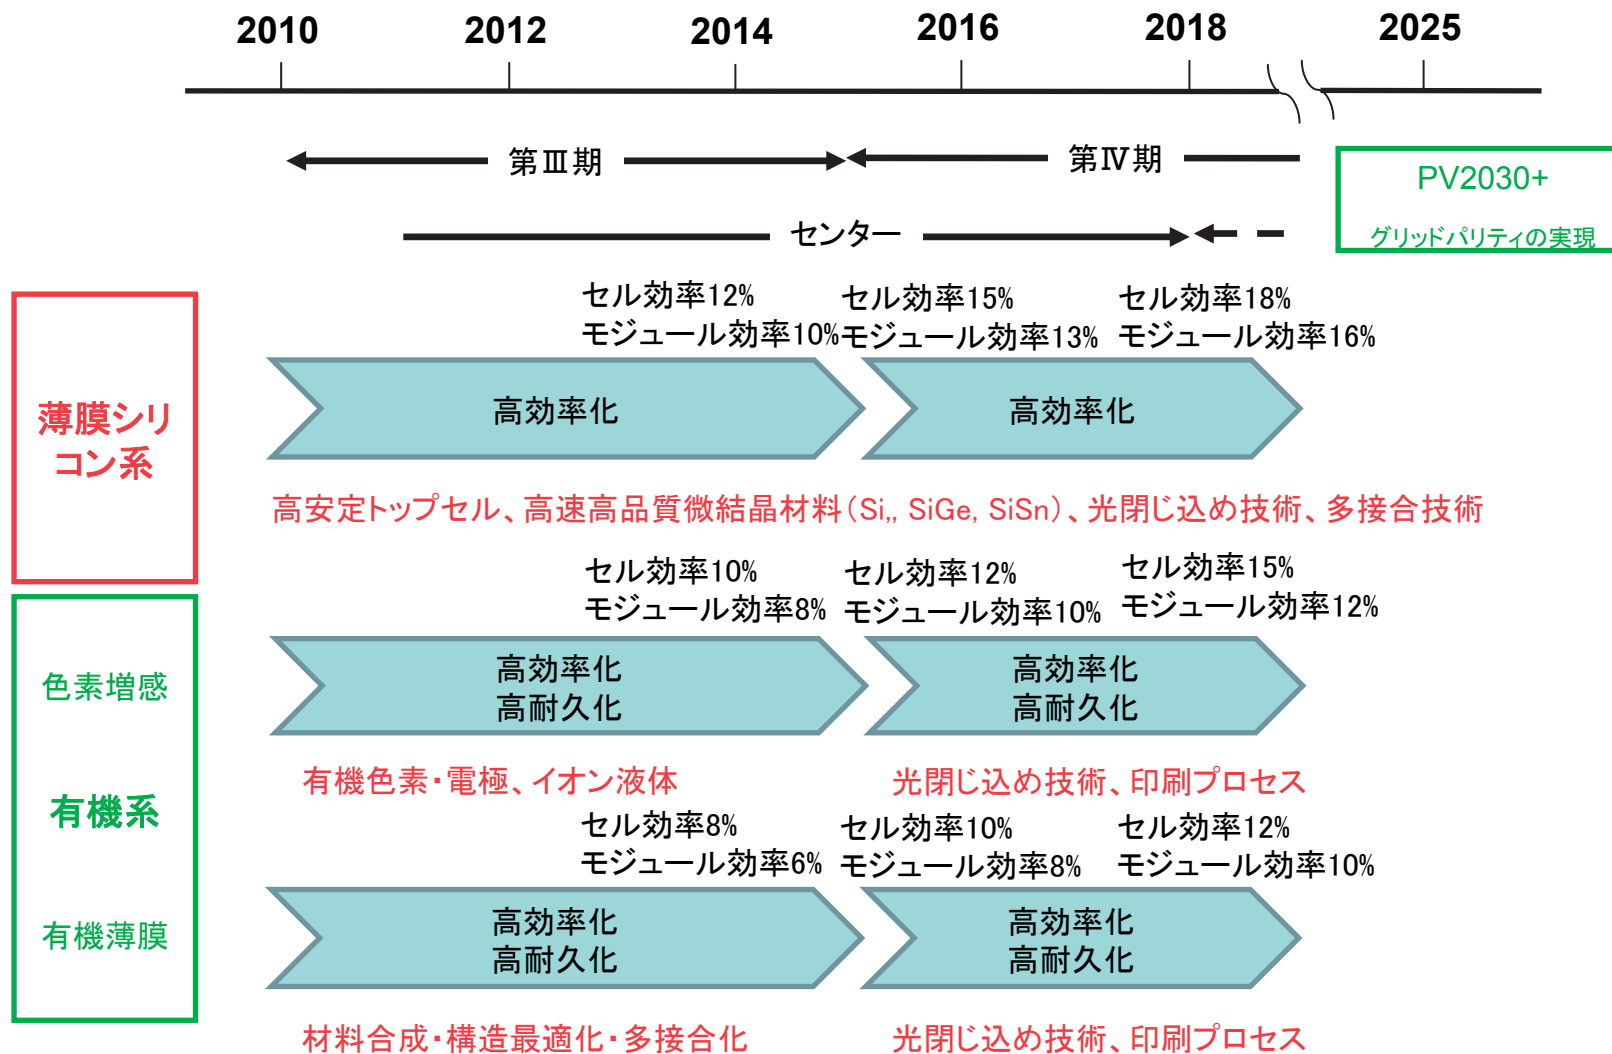 2010 2012 2014 2016 2018 2025
第Ⅲ期 第Ⅳ期
PV2030+
グリッドパリティの実現
センター
セル効率12% セル効率15% セル効率18%
モジュール効率10% モジュール効率13% モジュール効率16%
薄膜シリ
コン系
高効率化 高効率化
高安定トップセル、高速高品質微結晶材料(Si,, SiGe, SiSn)、光閉じ込め技術、多接合技術
セル効率10% セル効率12% セル効率15%
モジュール効率8% モジュール効率10% モジュール効率12%
色素増感
高効率化 高効率化
高耐久化 高耐久化
有機色素・電極、イオン液体 光閉じ込め技術、印刷プロセス
有機系
セル効率8% セル効率10% セル効率12%
モジュール効率6% モジュール効率8% モジュール効率10%
有機薄膜
高効率化 高効率化
高耐久化 高耐久化
材料合成・構造最適化・多接合化 光閉じ込め技術、印刷プロセス